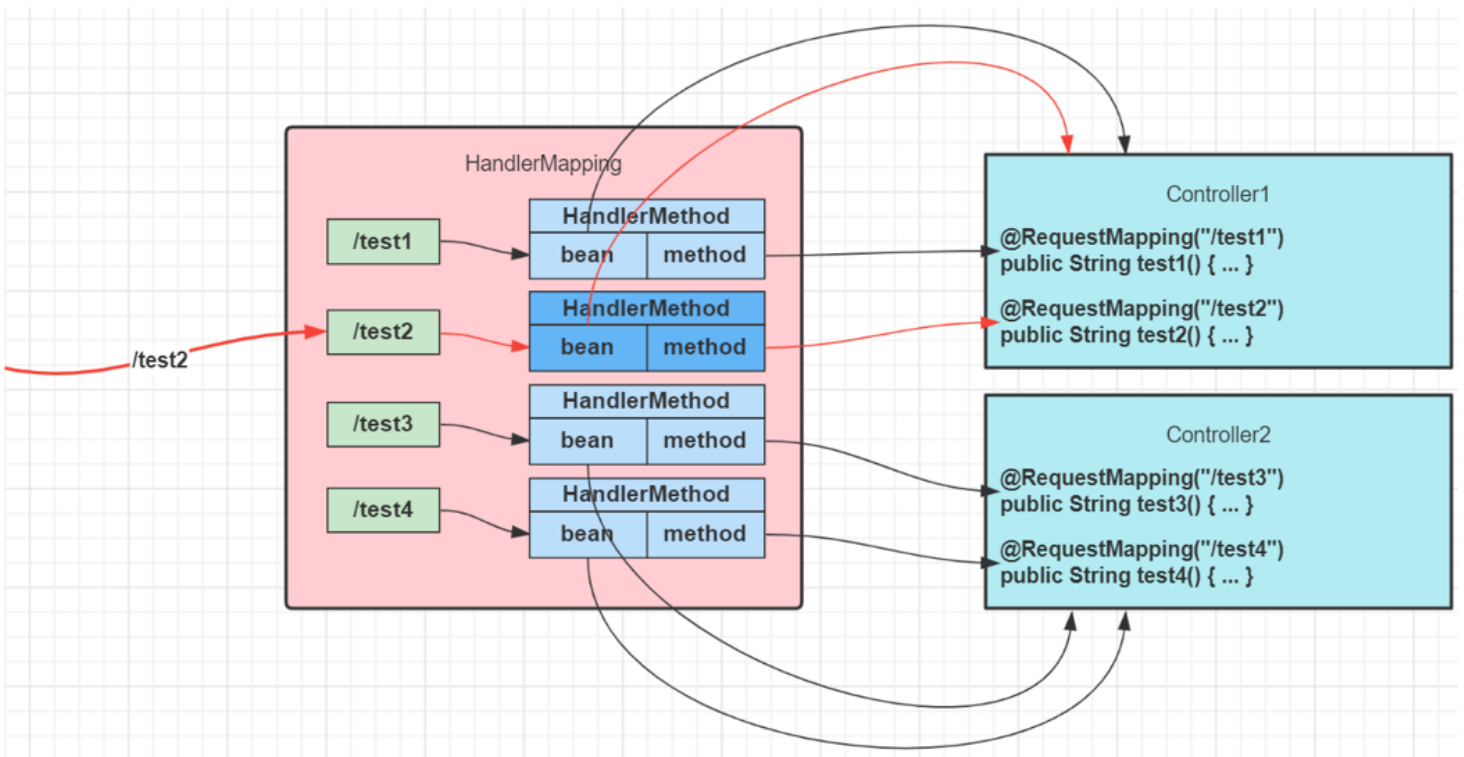 HandlerMapping
/test1
HandlerMethod
bean method
/test2
/test2
HandlerMethod
bean method
/test3
HandlerMethod
bean method
/test4
HandlerMethod
bean method
Controller1
@RequestMapping("/test1")
public String test1() { ... }
@RequestMapping("/test2")
public String test2() { ... }
Controller2
@RequestMapping("/test3")
public String test3() { ... }
@RequestMapping("/test4")
public String test4() { ... }